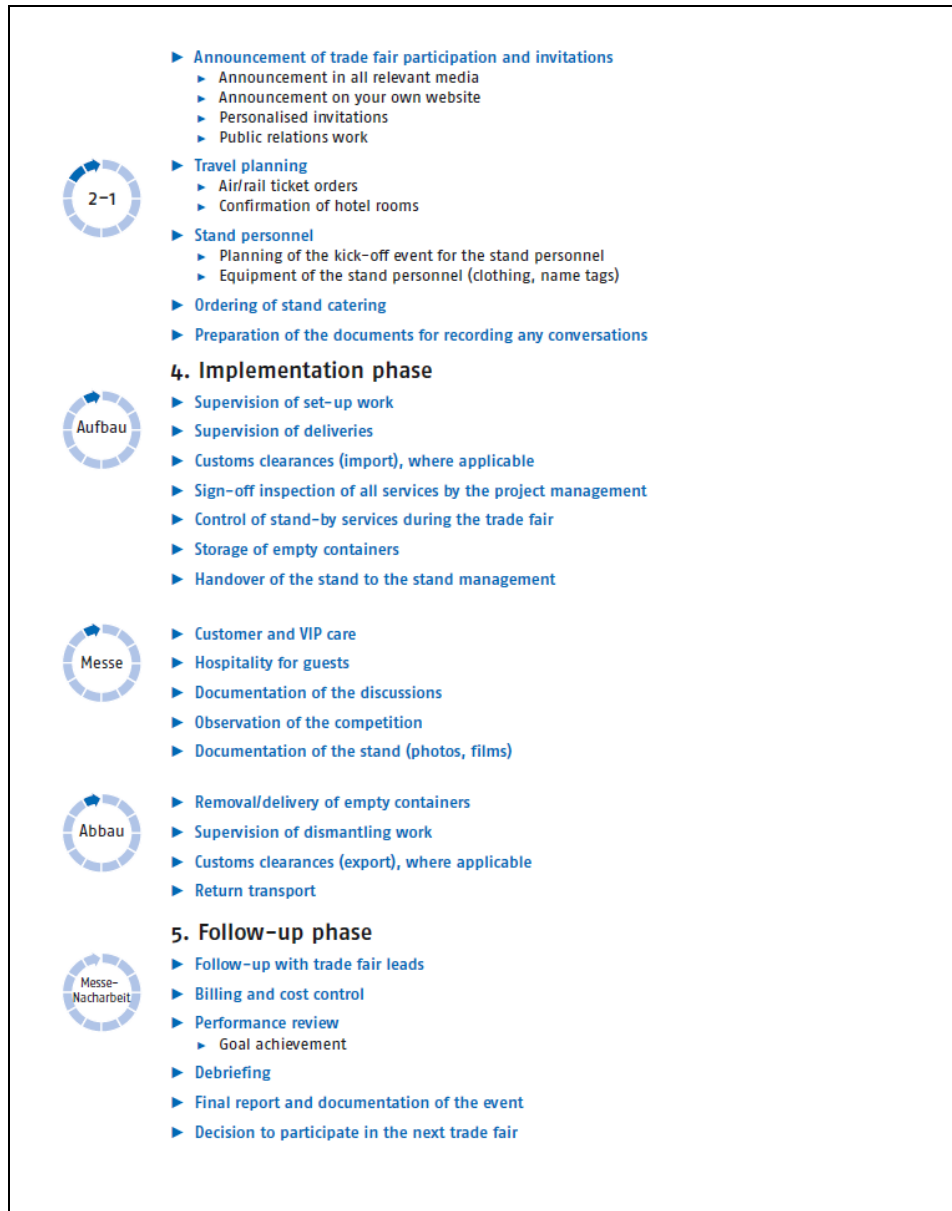 ► Announcement of trade fair participation and invitations
► Announcement in all relevant media
► Announcement on your own website
► Personalised invitations
► Public relations work
2-1
► Travel planning
► Air/rail ticket orders
► Confirmation of hotel rooms
► Stand personnel
► Planning of the kick-off event for the stand personnel
► Equipment of the stand personnel (clothing, name tags)
► Ordering of stand catering
► Preparation of the documents for recording any conversations
4. Implementation phase
Aufbau
► Supervision of set-up work
► Supervision of deliveries
► Customs clearances (import), where applicable
► Sign-off inspection of all services by the project management
► Control of stand-by services during the trade fair
► Storage of empty containers
► Handover of the stand to the stand management
Messe
► Customer and VIP care
► Hospitality for guests
► Documentation of the discussions
► Observation of the competition
► Documentation of the stand (photos, films)
Abbau
► Removal/delivery of empty containers
► Supervision of dismantling work
► Customs clearances (export), where applicable
► Return transport
5. Follow-up phase
Messe-
Nacharbeit
► Follow-up with trade fair leads
► Billing and cost control
► Performance review
► Goal achievement
► Debriefing
► Final report and documentation of the event
► Decision to participate in the next trade fair